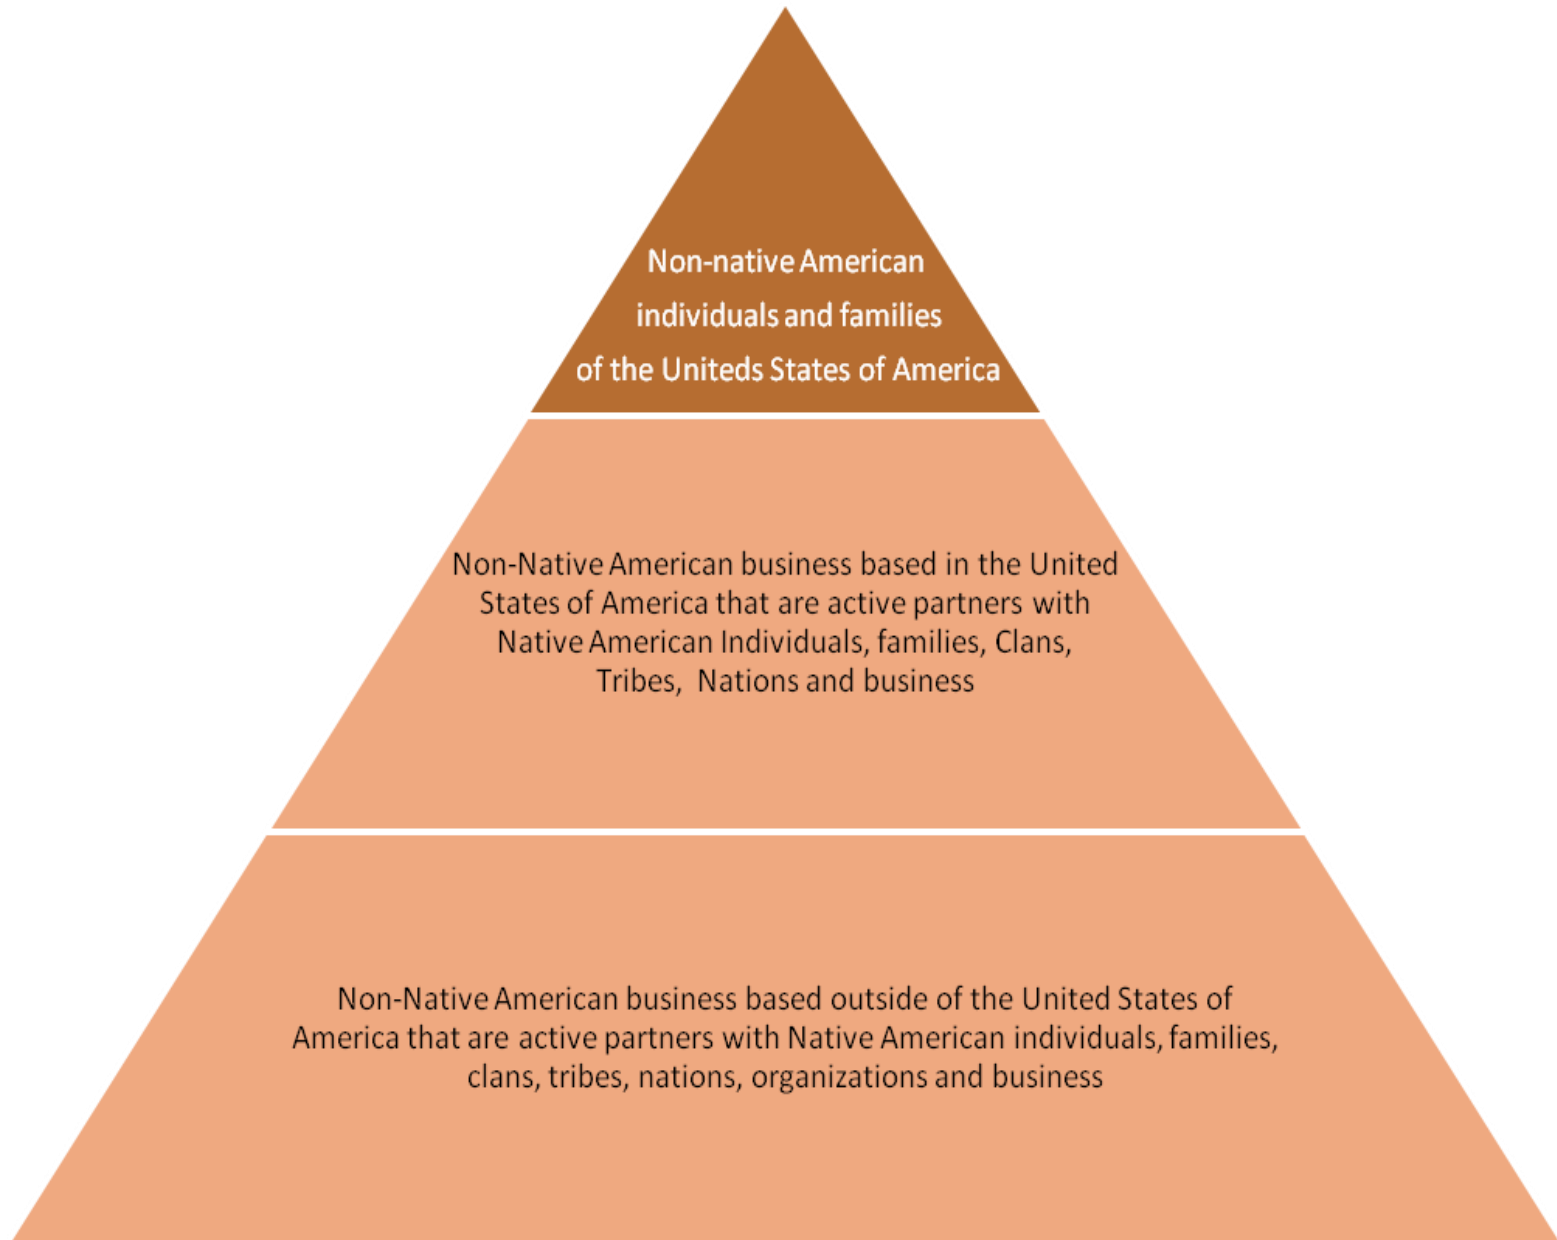 Non-native American
individuals and families
of the Uniteds States of America
Non-Native American business based in the United
States of America that are active partners with
Native American Individuals, families, Clans,
Tribes,  Nations and business
Non-Native American business based outside of the United States of
America that are active partners with Native American individuals, families,
clans, tribes, nations, organizations and business